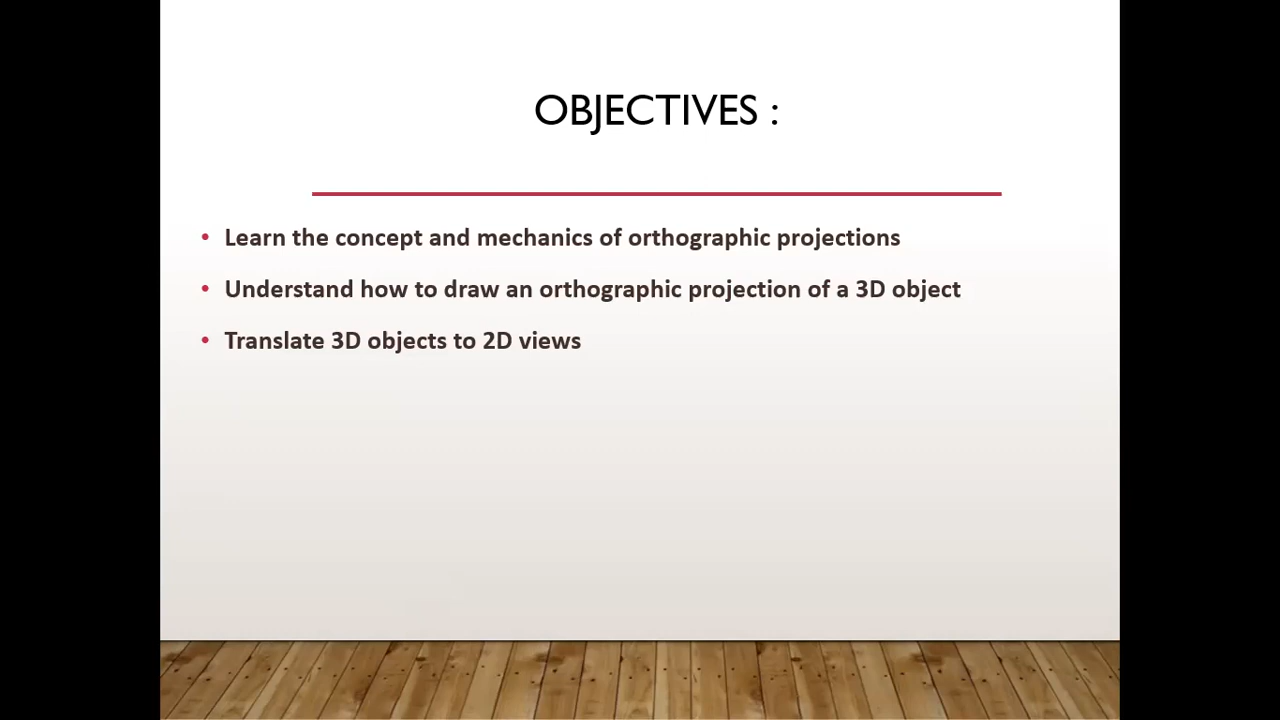 OBJECTIVES :
• Learn the concept and mechanics of orthographic projections
• Understand how to draw an orthographic projection of a 3D object
• Translate 3D objects to 2D views